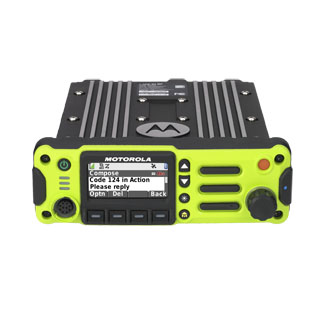 MOTOROLA
Compose
Code 124 in Action
Please reply
Optn Del Back